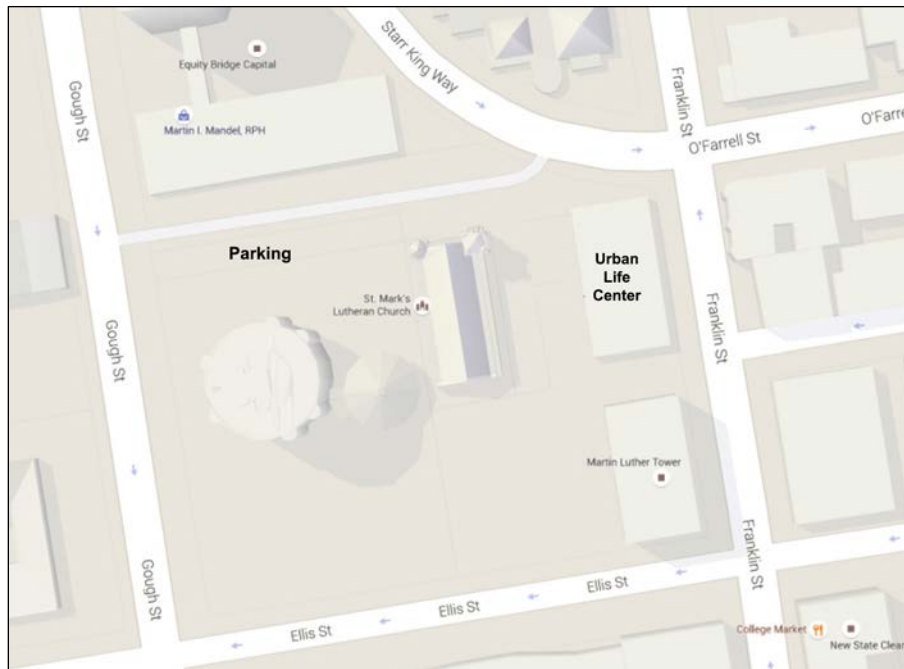 Starr King Way
Equity Bridge Capital
Gough St
Martin I. Mandel, RPH
Franklin St
O'Farrell St
O'Farre
Parking
Urban
Life
Center
St. Mark's
Lutheran Church
Franklin St
Gough St
Martin Luther Tower
Franklin St
Gough St
Ellis St
Ellis St
Ellis St
College Market
New State Clean